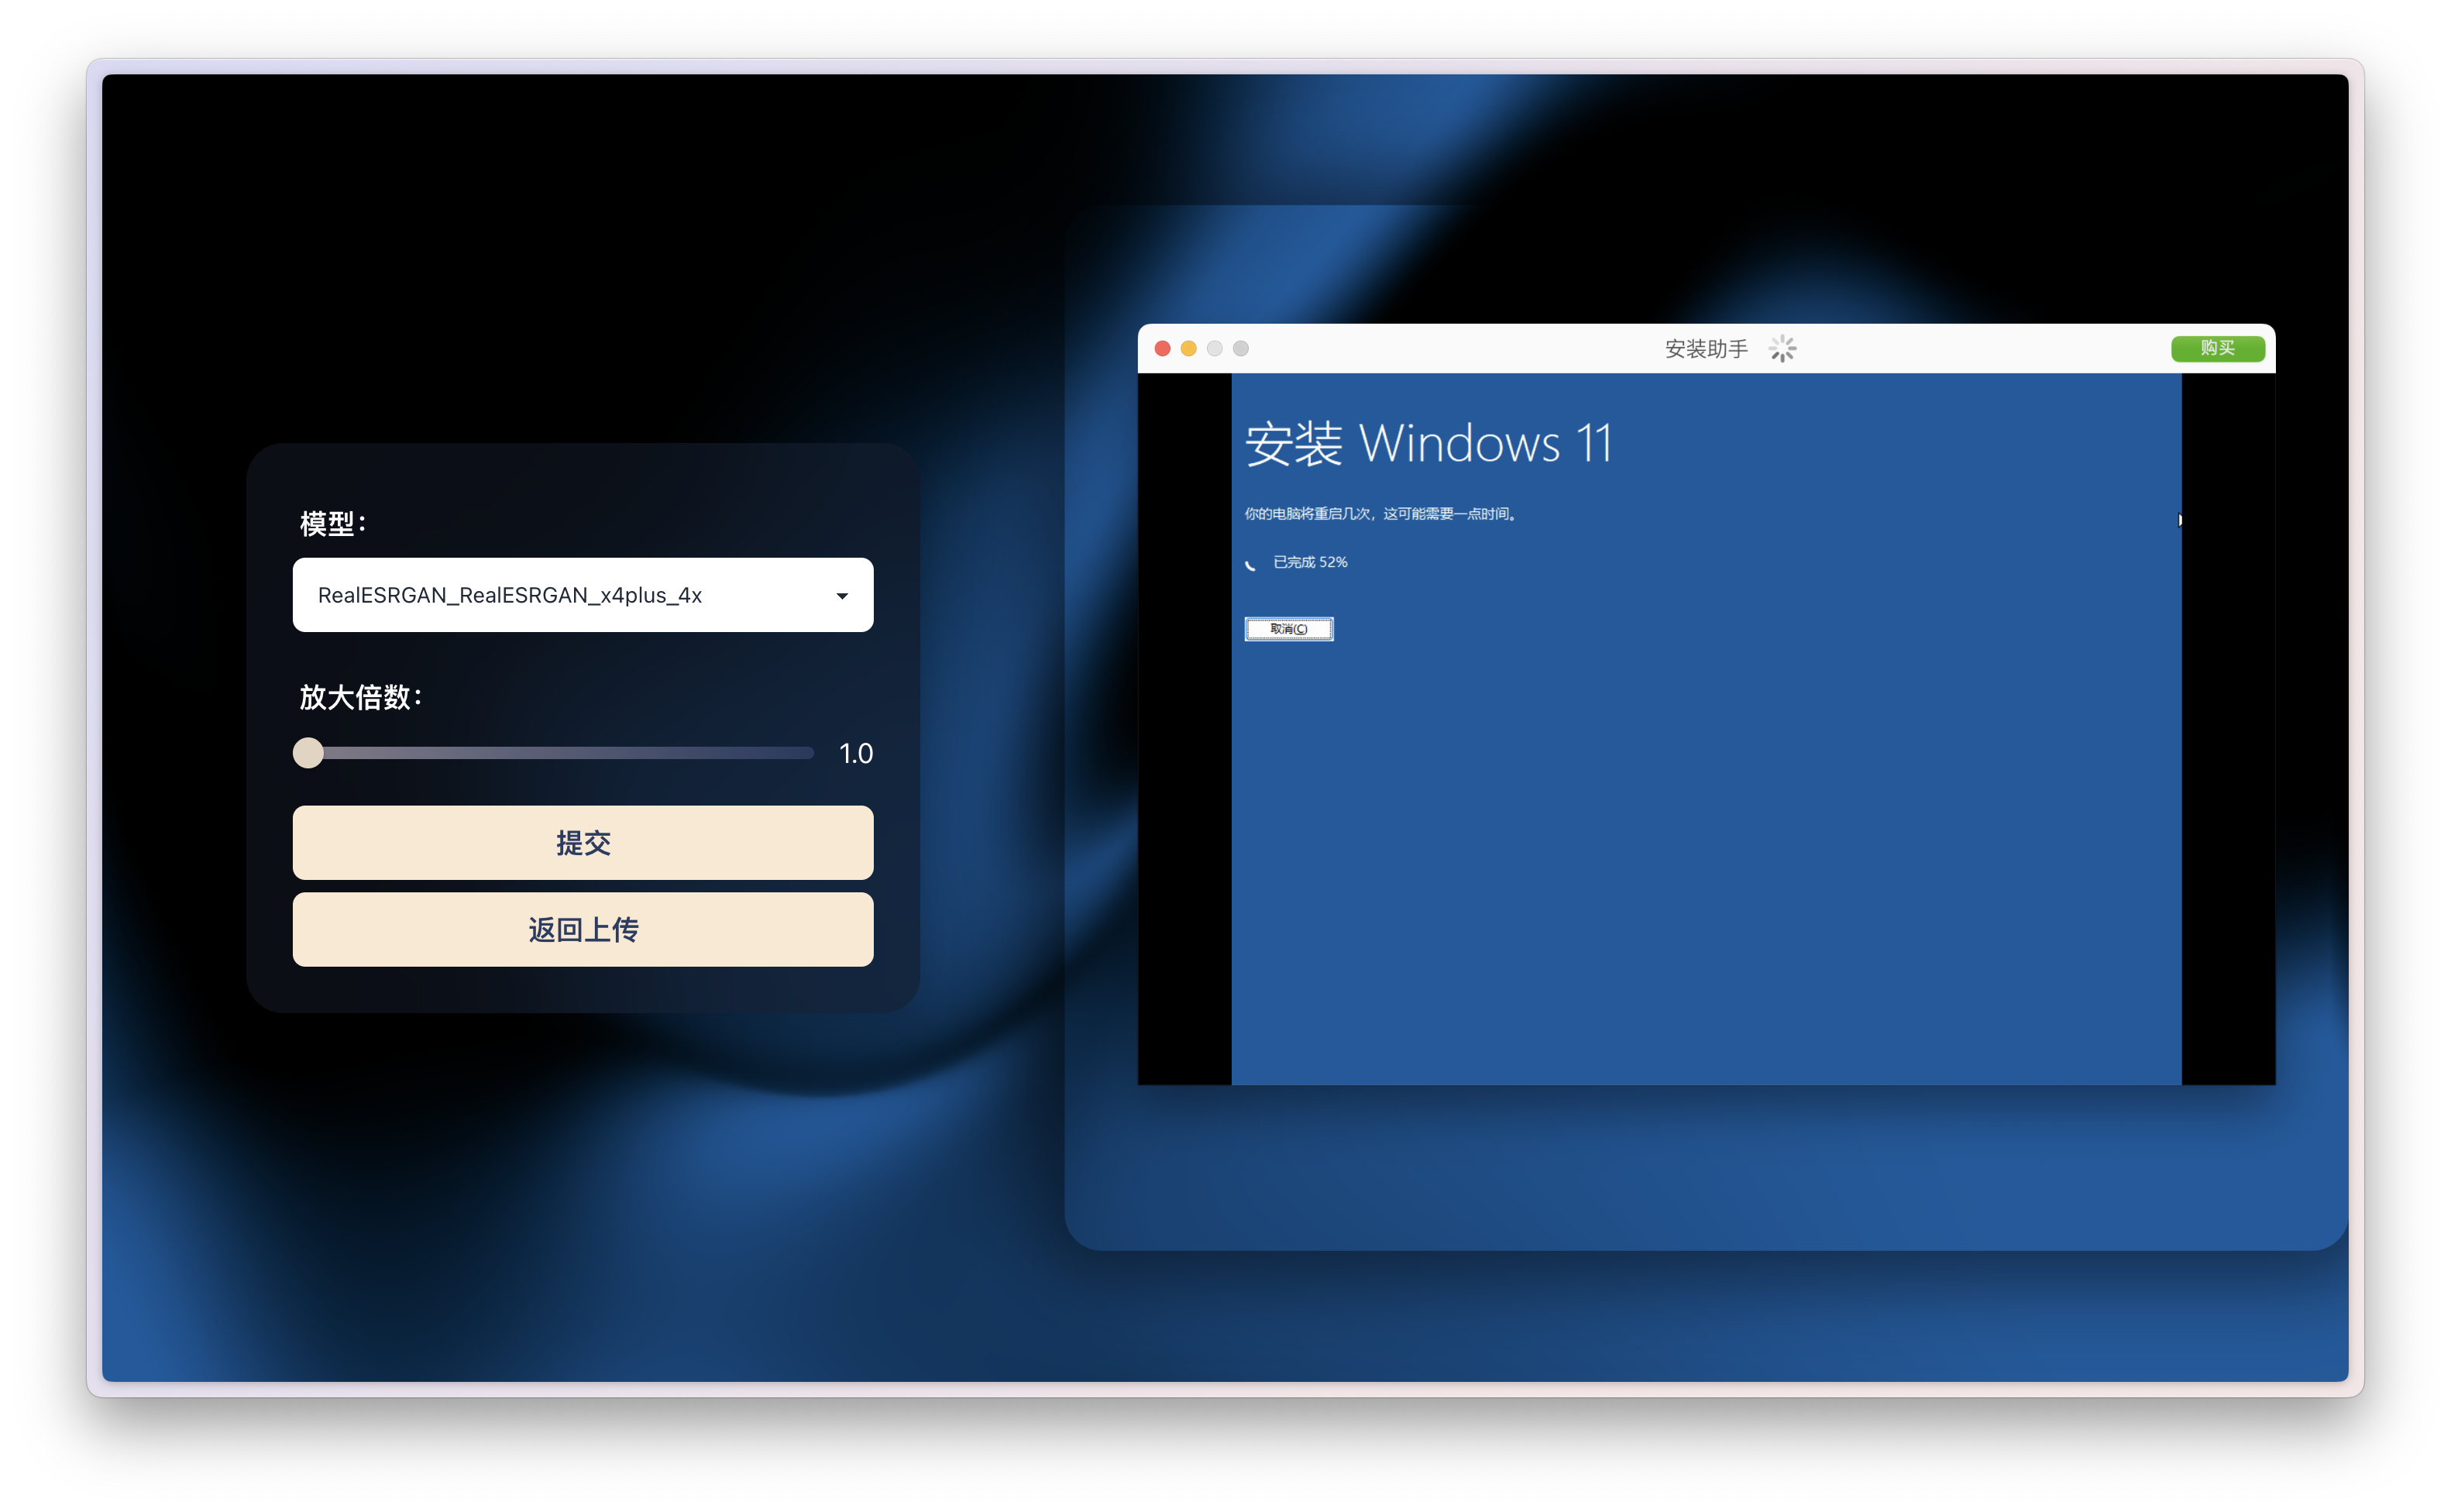 模型：
RealESRGAN_RealESRGAN_x4plus_4x
放大倍数：
1.0
提交
返回上传
安装助手
购买
安装 Windows 11
你的电脑将重启几次，这可能需要一点时间。
已完成 52%
取消(C)